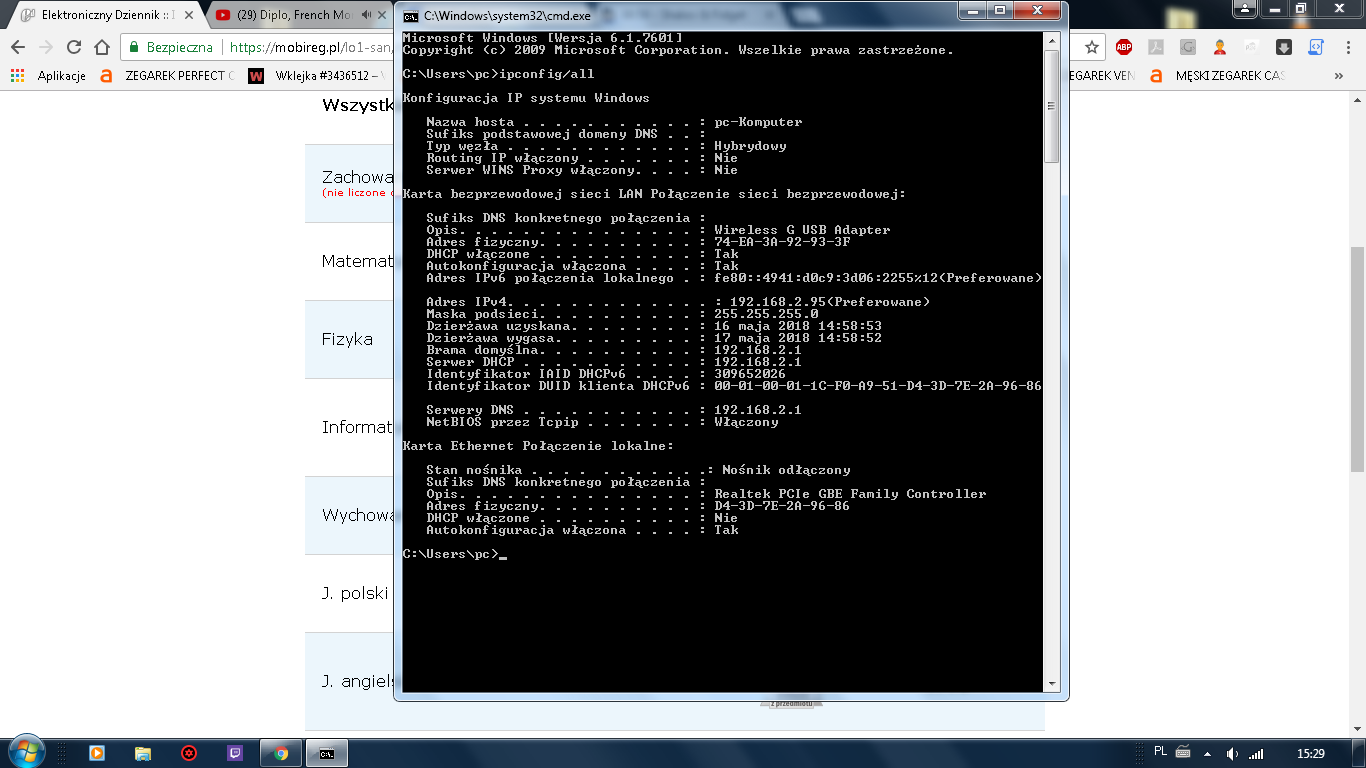 Elektroniczny Dziennik :: I
(29) Diplo, French Mon
C:\Windows\system32\cmd.exe
Bezpieczna
https://mobireg.pl/lo1-san/
ABP
Aplikacje
ZEGAREK PERFECT C
Wklejka #3436512 –
EGAREK VEN
MĘSKI ZEGAREK CAS
Wszystk
Zachowa
(nie liczone
Matemat
Fizyka
Informat
Wychowa
J. polski
J. angiels
Microsoft Windows [Wersja 6.1.7601]
Copyright (c) 2009 Microsoft Corporation. Wszelkie prawa zastrzeżone.
C:\Users\pc>ipconfig/all
Konfiguracja IP systemu Windows
Nazwa hosta . . . . . . . . . . . : pc-Komputer
Sufiks podstawowej domeny DNS . . :
Typ węzła . . . . . . . . . . . . : Hybrydowy
Routing IP włączony . . . . . . . : Nie
Serwer WINS Proxy włączony. . . . : Nie
Karta bezprzewodowej sieci LAN Połączenie sieci bezprzewodowej:
Sufiks DNS konkretnego połączenia :
Opis. . . . . . . . . . . . . . . : Wireless G USB Adapter
Adres fizyczny. . . . . . . . . . : 74-EA-3A-92-93-3F
DHCP włączone . . . . . . . . . . : Tak
Autokonfiguracja włączona . . . . : Tak
Adres IPv6 połączenia lokalnego . : fe80::4941:d0c9:3d06:2255%12(Preferowane)
Adres IPv4. . . . . . . . . . . . . : 192.168.2.95(Preferowane)
Maska podsieci. . . . . . . . . . : 255.255.255.0
Dzierżawa uzyskana. . . . . . . . : 16 maja 2018 14:58:53
Dzierżawa wygasa. . . . . . . . . : 17 maja 2018 14:58:52
Brama domyślna. . . . . . . . . . : 192.168.2.1
Serwer DHCP . . . . . . . . . . . : 192.168.2.1
Identyfikator IAID DHCPv6 . . . . : 309652026
Identyfikator DUID klienta DHCPv6 : 00-01-00-01-1C-F0-A9-51-D4-3D-7E-2A-96-86
Serwery DNS . . . . . . . . . . . : 192.168.2.1
NetBIOS przez Tcpip . . . . . . . : Włączony
Karta Ethernet Połączenie lokalne:
Stan nośnika . . . .  . . . . . . .: Nośnik odłączony
Sufiks DNS konkretnego połączenia :
Opis. . . . . . . . . . . . . . . : Realtek PCIe GBE Family Controller
Adres fizyczny. . . . . . . . . . : D4-3D-7E-2A-96-86
DHCP włączone . . . . . . . . . . : Nie
Autokonfiguracja włączona . . . . : Tak
C:\Users\pc>_
z przedmiotu
PL
15:29